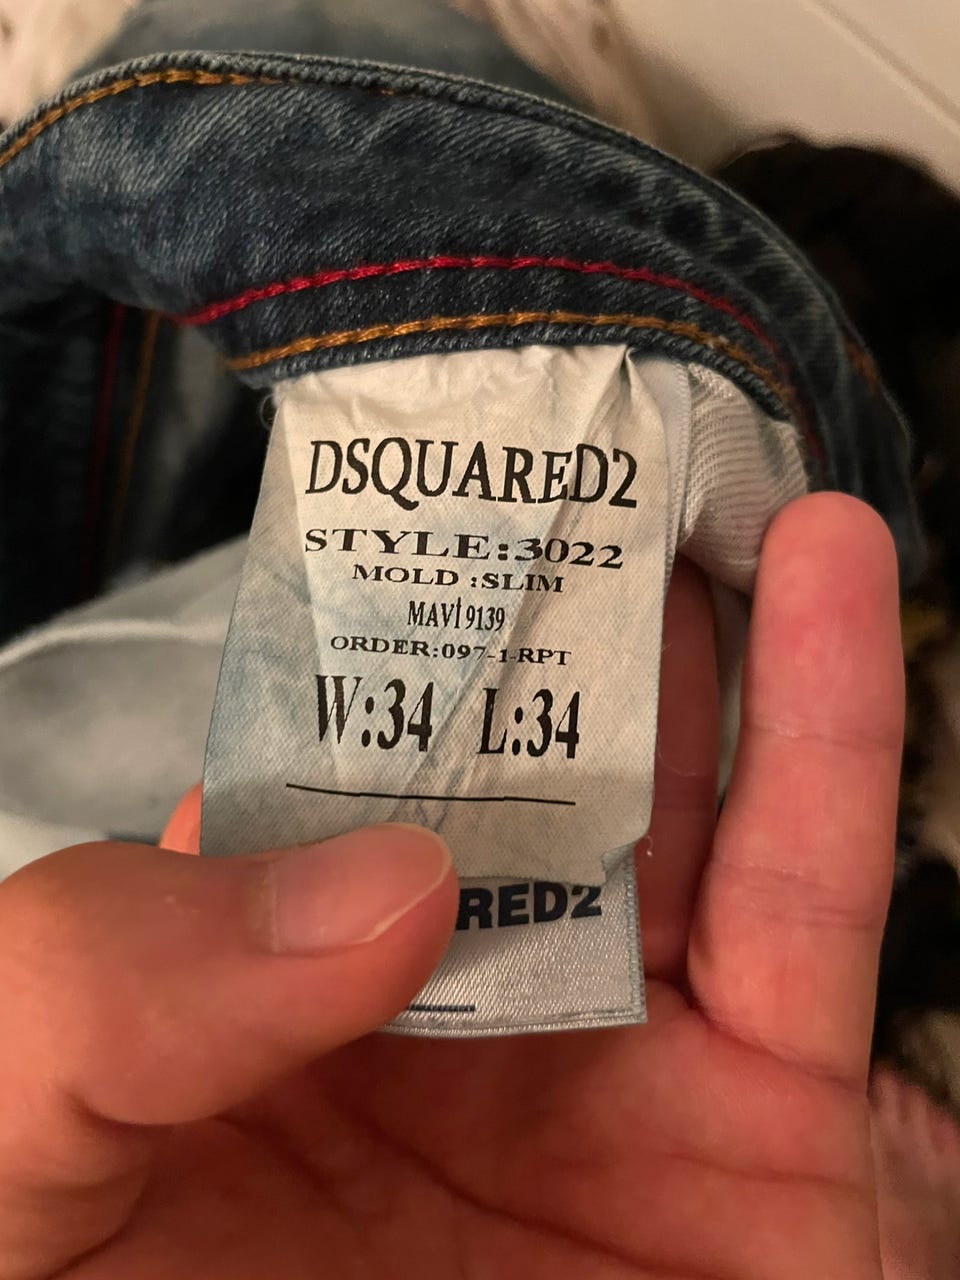 DSQUARED2
STYLE:3022
MOLD :SLIM
MAVİ 9139
ORDER:097-1-RPT
W:34 L:34
RED2